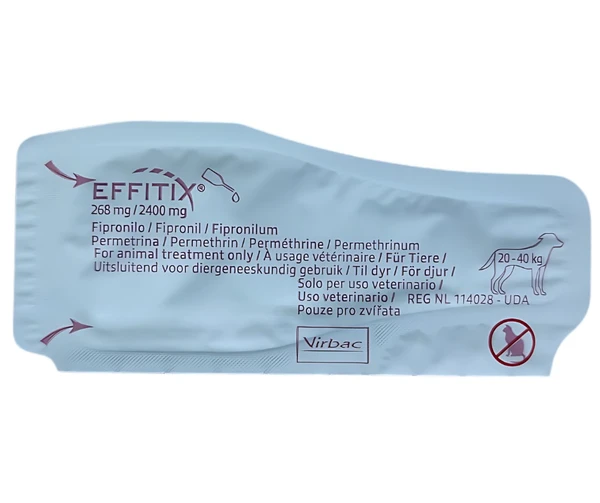 EFFITIX®
268 mg / 2400 mg
Fipronilo / Fipronil / Fipronilum
Permetrina / Permethrin / Perméthrine / Permethrinum
For animal treatment only / À usage vétérinaire / Für Tiere /
Uitsluitend voor diergeneeskundig gebruik / Til dyr / För djur /
Solo per uso veterinario /
Uso veterinario / REG NL 114028 - UDA
Pouze pro zvířata
20 - 40 kg
Virbac